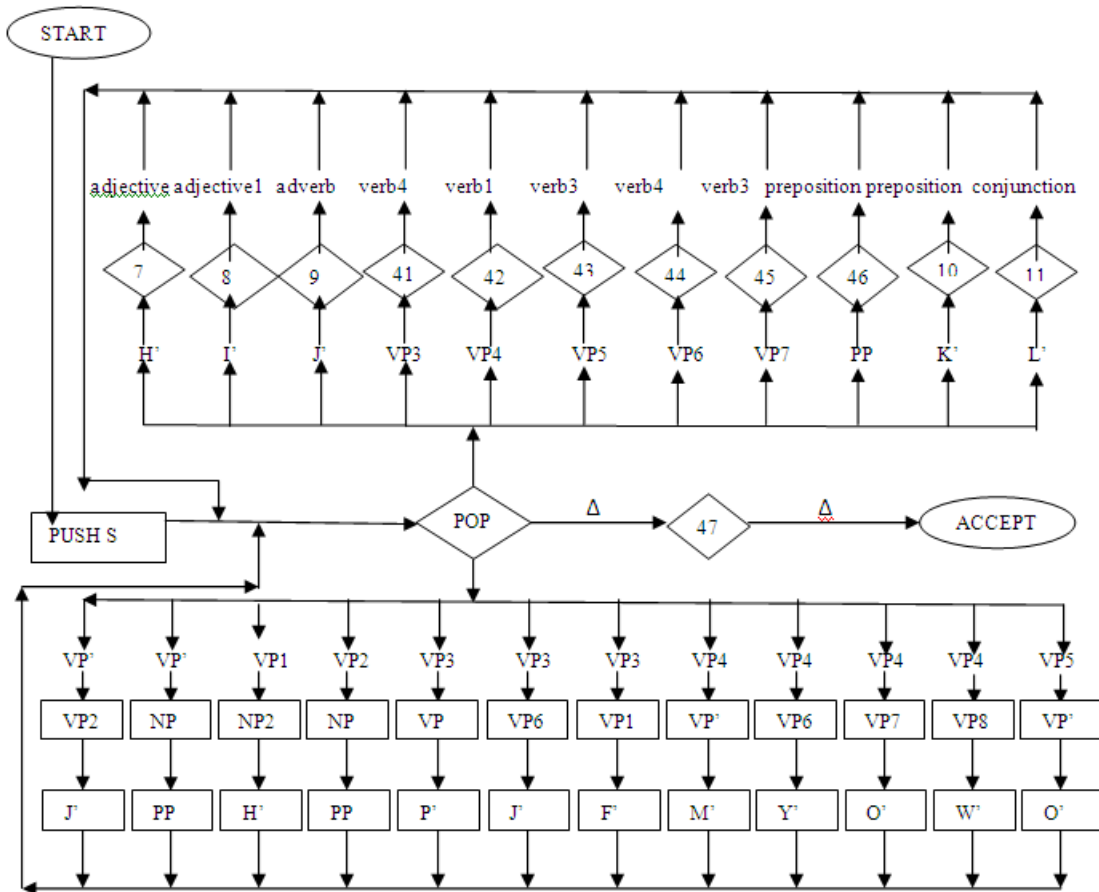 START
adjective adjective1 adverb verb4 verb1 verb3 verb4 verb3 preposition preposition conjunction
7 8 9 41 42 43 44 45 46 10 11
H’ I’ J’ VP3 VP4 VP5 VP6 VP7 PP K’ L’
PUSH S POP Δ 47 Δ ACCEPT
VP’ VP’ VP1 VP2 VP3 VP3 VP3 VP4 VP4 VP4 VP4 VP5
VP2 NP NP2 NP VP VP6 VP1 VP’ VP6 VP7 VP8 VP’
J’ PP H’ PP P’ J’ F’ M’ Y’ O’ W’ O’